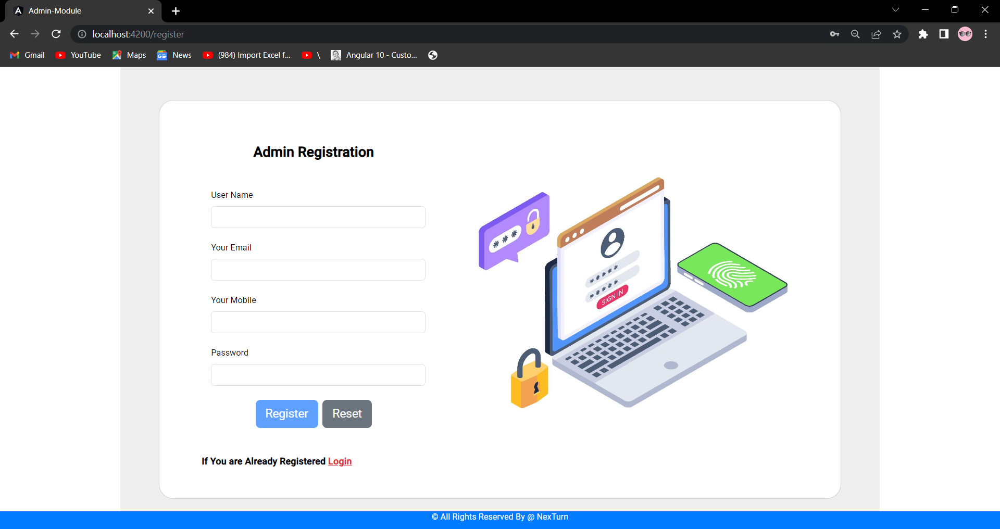 Admin-Module
localhost:4200/register
Gmail YouTube Maps News (984) Import Excel f... \ Angular 10 - Custo...
Admin Registration
User Name
Your Email
Your Mobile
Password
Register Reset
If You are Already Registered Login
* * *
* * * * *
* * * * *
SIGN IN
© All Rights Reserved By @ NexTurn